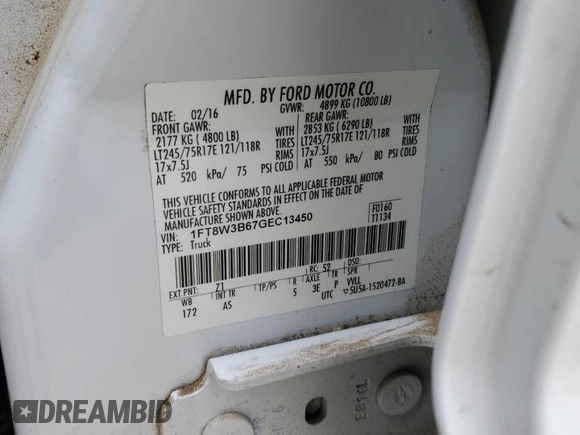 MFD. BY FORD MOTOR CO.
DATE: 02/16 GVWR: 4899 KG (10800 LB)
FRONT GAWR: WITH REAR GAWR: WITH
2177 KG ( 4800 LB) TIRES 2853 KG ( 6290 LB) TIRES
LT245/75R17E 121/118R RIMS LT245/75R17E 121/118R RIMS
17x7.5J 17x7.5J
AT 520 kPa/ 75 PSI COLD AT 550 kPa/ 80 PSI COLD
THIS VEHICLE CONFORMS TO ALL APPLICABLE FEDERAL MOTOR
VEHICLE SAFETY STANDARDS IN EFFECT ON THE DATE OF
MANUFACTURE SHOWN ABOVE.
VIN: 1FT8W3B67GEC13450 F0160
TYPE: Truck T1134
EXT PNT: Z1 RC: 52 DSO:
WB INT TR TP/PS R AXLE TR SPR
172 AS 5 3E P VVLL
UTC 5U5A-1520472-BA
DREAMBID